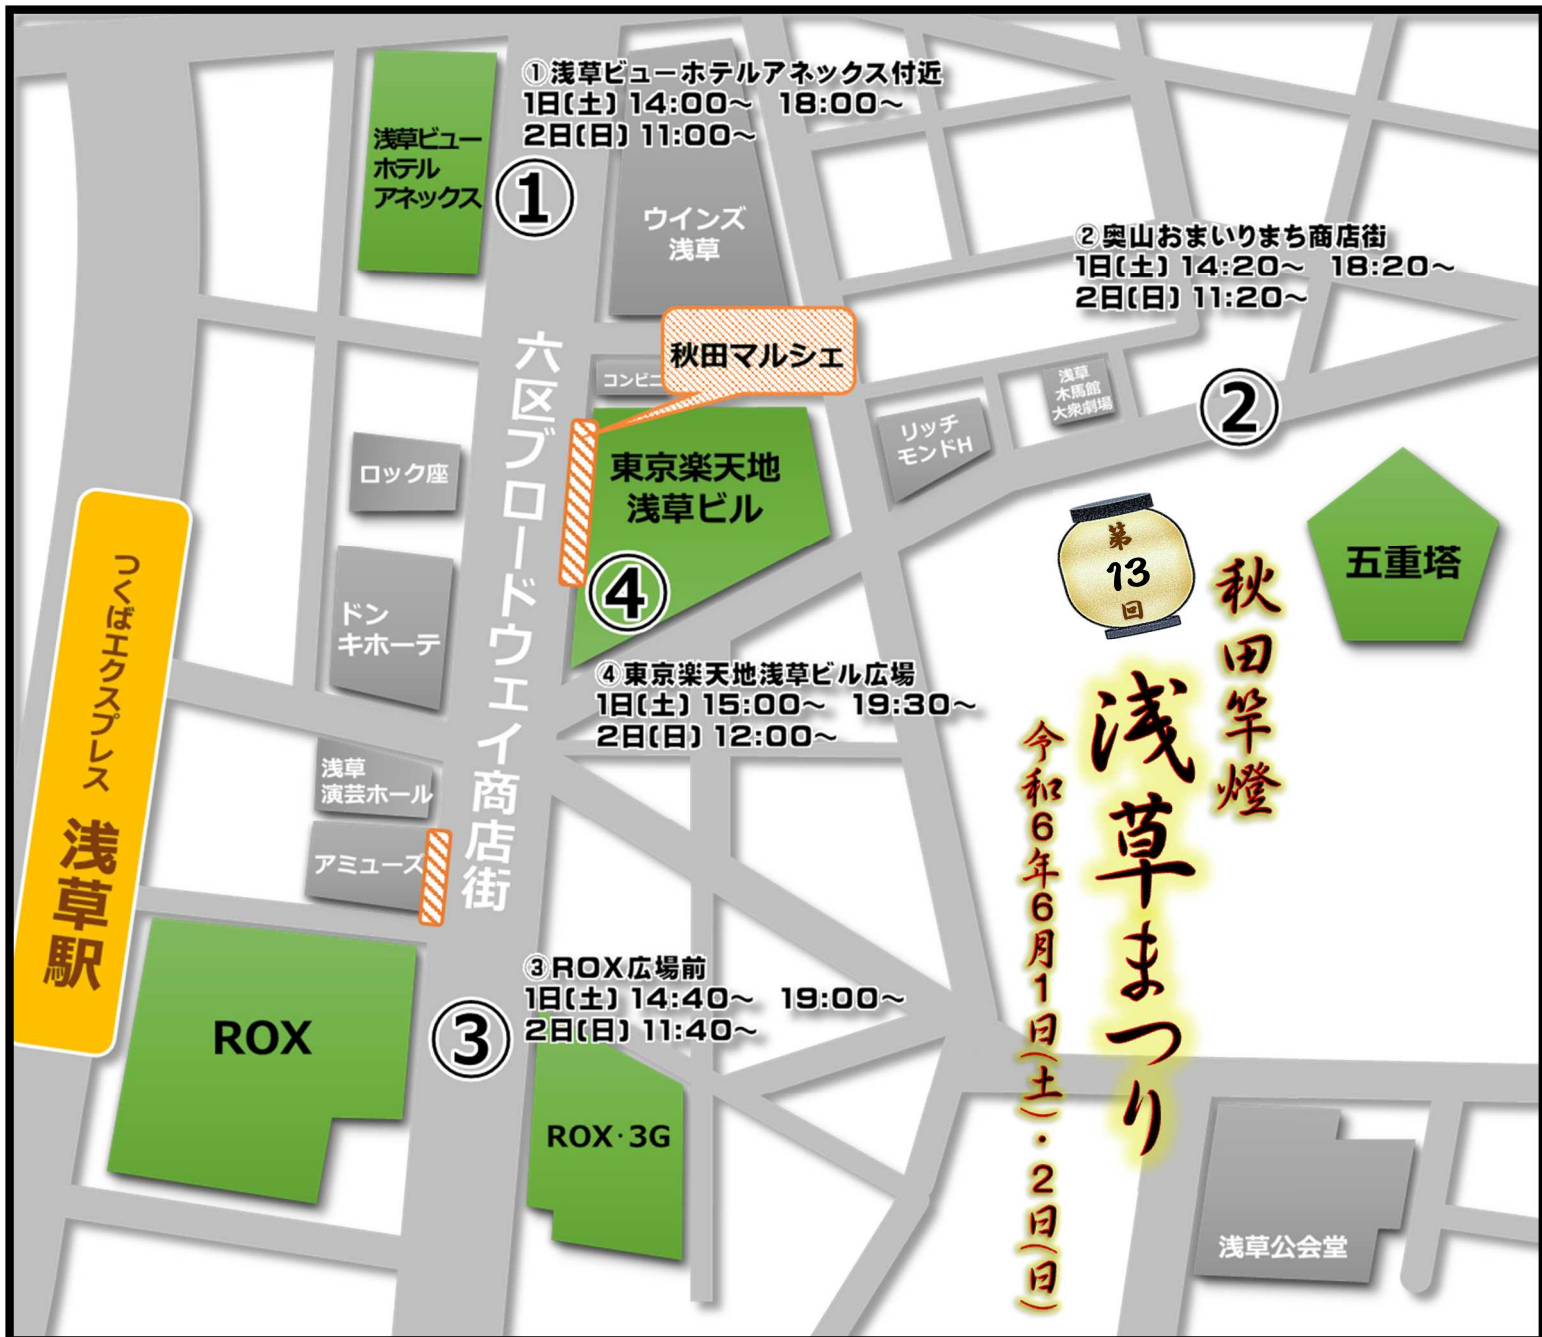 ①浅草ビューホテルアネックス付近
1日(土) 14:00～　18:00～
2日(日) 11:00～
浅草ビュー
ホテル
アネックス
①
ウインズ
浅草
②奥山おまいりまち商店街
1日(土) 14:20～　18:20～
2日(日) 11:20～
②
秋田マルシェ
コンビニ
浅草
木馬館
大衆劇場
リッチ
モンドH
六区ブロードウェイ商店街
ロック座
東京楽天地
浅草ビル
④
④東京楽天地浅草ビル広場
1日(土) 15:00～　19:30～
2日(日) 12:00～
ドン
キホーテ
つくばエクスプレス 浅草駅
浅草
演芸ホール
アミューズ
③ROX広場前
1日(土) 14:40～　19:00～
2日(日) 11:40～
③
ROX
ROX･3G
第
13
回
秋田竿燈
浅草まつり
令和6年6月1日(土)・2日(日)
五重塔
浅草公会堂